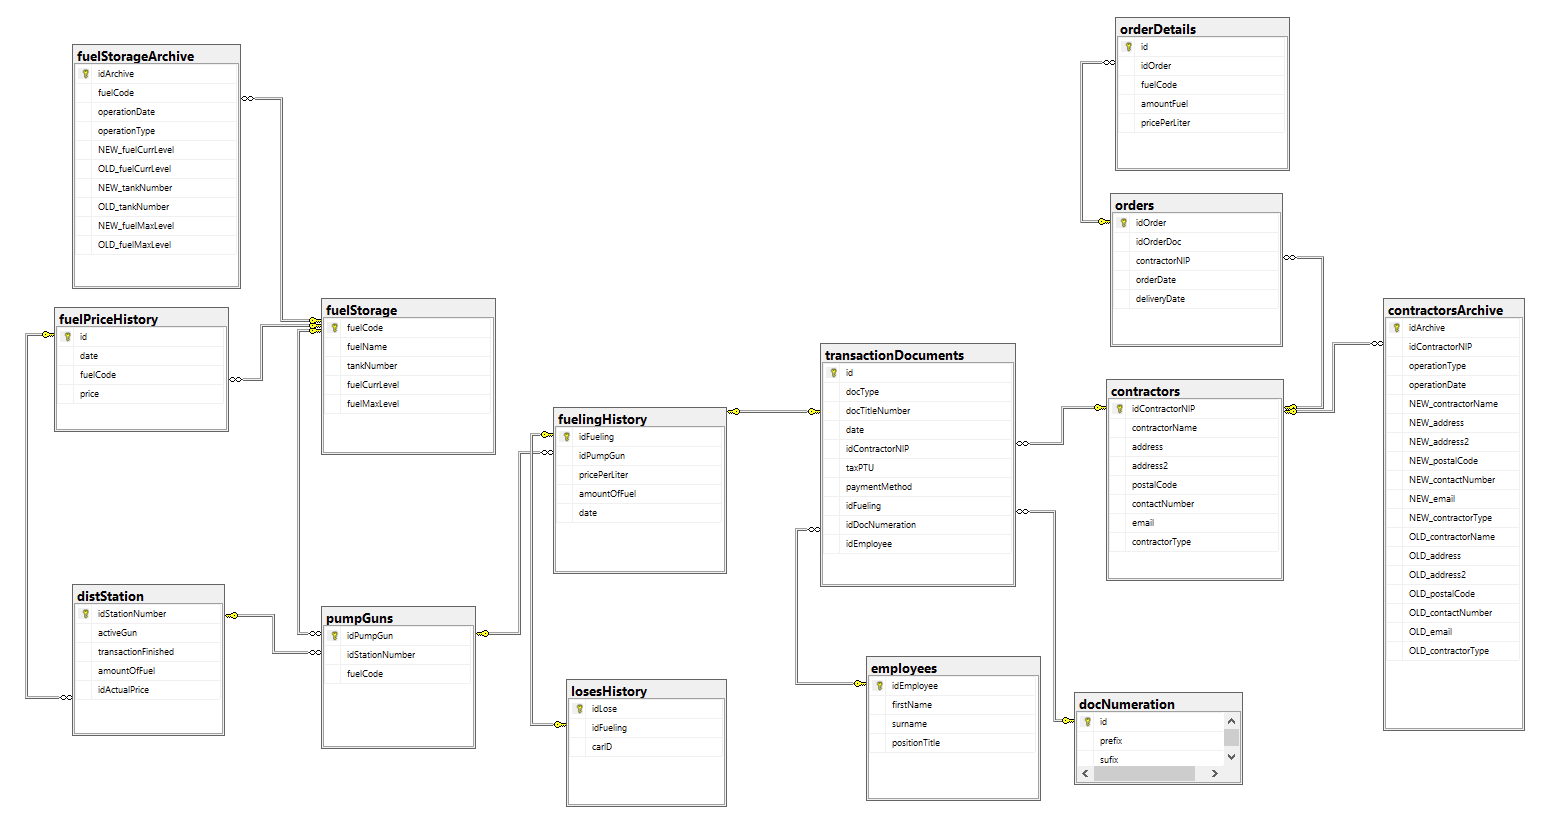 fuelStorageArchive
idArchive
fuelCode
operationDate
operationType
NEW_fuelCurrLevel
OLD_fuelCurrLevel
NEW_tankNumber
OLD_tankNumber
NEW_fuelMaxLevel
OLD_fuelMaxLevel
fuelPriceHistory
id
date
fuelCode
price
distStation
idStationNumber
activeGun
transactionFinished
amountOfFuel
idActualPrice
fuelStorage
fuelCode
fuelName
tankNumber
fuelCurrLevel
fuelMaxLevel
pumpGuns
idPumpGun
idStationNumber
fuelCode
fuelingHistory
idFueling
idPumpGun
pricePerLiter
amountOfFuel
date
losesHistory
idLose
idFueling
carID
transactionDocuments
id
docType
docTitleNumber
date
idContractorNIP
taxPTU
paymentMethod
idFueling
idDocNumeration
idEmployee
employees
idEmployee
firstName
surname
positionTitle
orderDetails
id
idOrder
fuelCode
amountFuel
pricePerLiter
orders
idOrder
idOrderDoc
contractorNIP
orderDate
deliveryDate
contractors
idContractorNIP
contractorName
address
address2
postalCode
contactNumber
email
contractorType
docNumeration
id
prefix
sufix
contractorsArchive
idArchive
idContractorNIP
operationType
operationDate
NEW_contractorName
NEW_address
NEW_address2
NEW_postalCode
NEW_contactNumber
NEW_email
NEW_contractorType
OLD_contractorName
OLD_address
OLD_address2
OLD_postalCode
OLD_contactNumber
OLD_email
OLD_contractorType